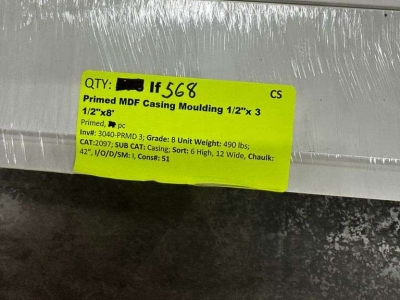 QTY: lf 568
CS
Primed MDF Casing Moulding 1/2"x 3
1/2"x8'
Primed, pc
Inv#: 3040-PRMD 3; Grade: B Unit Weight: 490 lbs;
CAT:2097; SUB CAT: Casing; Sort: 6 High, 12 Wide, Chaulk:
42", I/O/D/SM: I, Cons#: 51